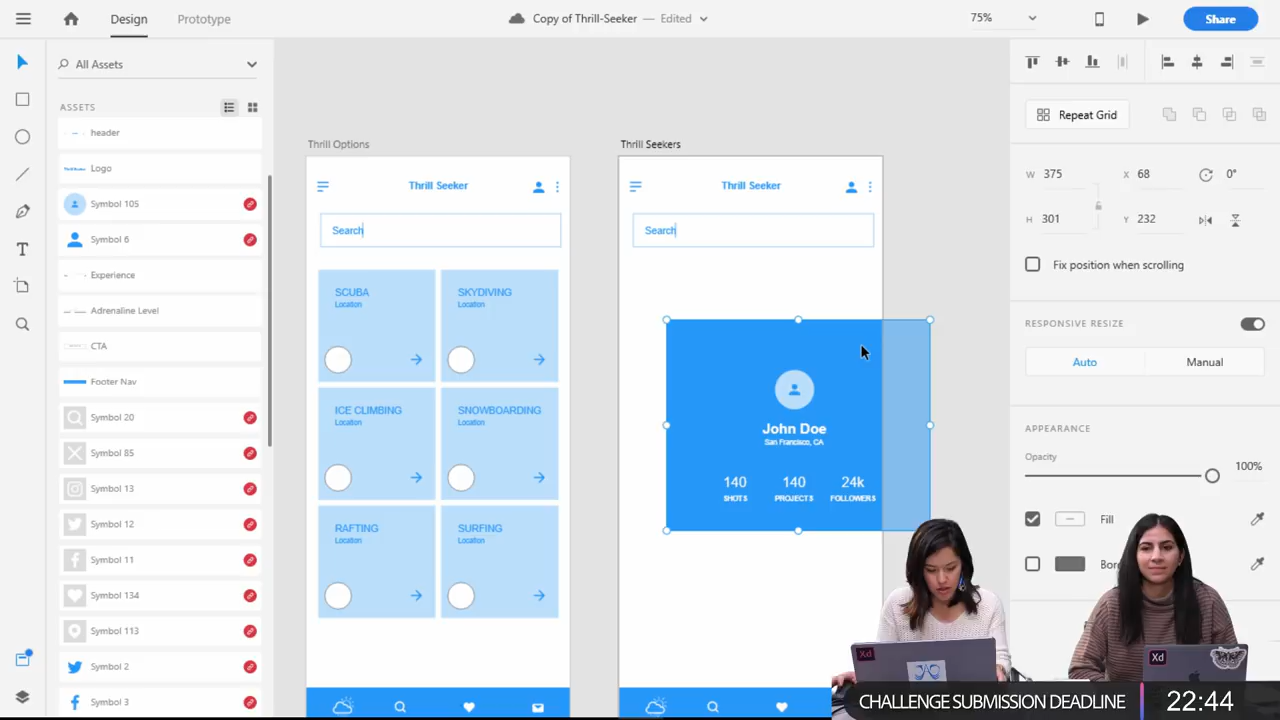 Design
Prototype
Copy of Thrill-Seeker — Edited
75%
Share
All Assets
ASSETS
header
Logo
Symbol 105
Symbol 6
Experience
Adrenaline Level
CTA
Footer Nav
Symbol 20
Symbol 85
Symbol 13
Symbol 12
Symbol 11
Symbol 134
Symbol 113
Symbol 2
Symbol 3
Thrill Options
Thrill Seeker
Search
SCUBA
Location
SKYDIVING
Location
ICE CLIMBING
Location
SNOWBOARDING
Location
RAFTING
Location
SURFING
Location
Thrill Seekers
Thrill Seeker
Search
John Doe
San Francisco, CA
140
SHOTS
140
PROJECTS
24k
FOLLOWERS
Repeat Grid
W 375
X 68
0°
H 301
Y 232
Fix position when scrolling
RESPONSIVE RESIZE
Auto
Manual
APPEARANCE
Opacity
100%
Fill
Bor
Xd
Xd
CHALLENGE SUBMISSION DEADLINE
22:44